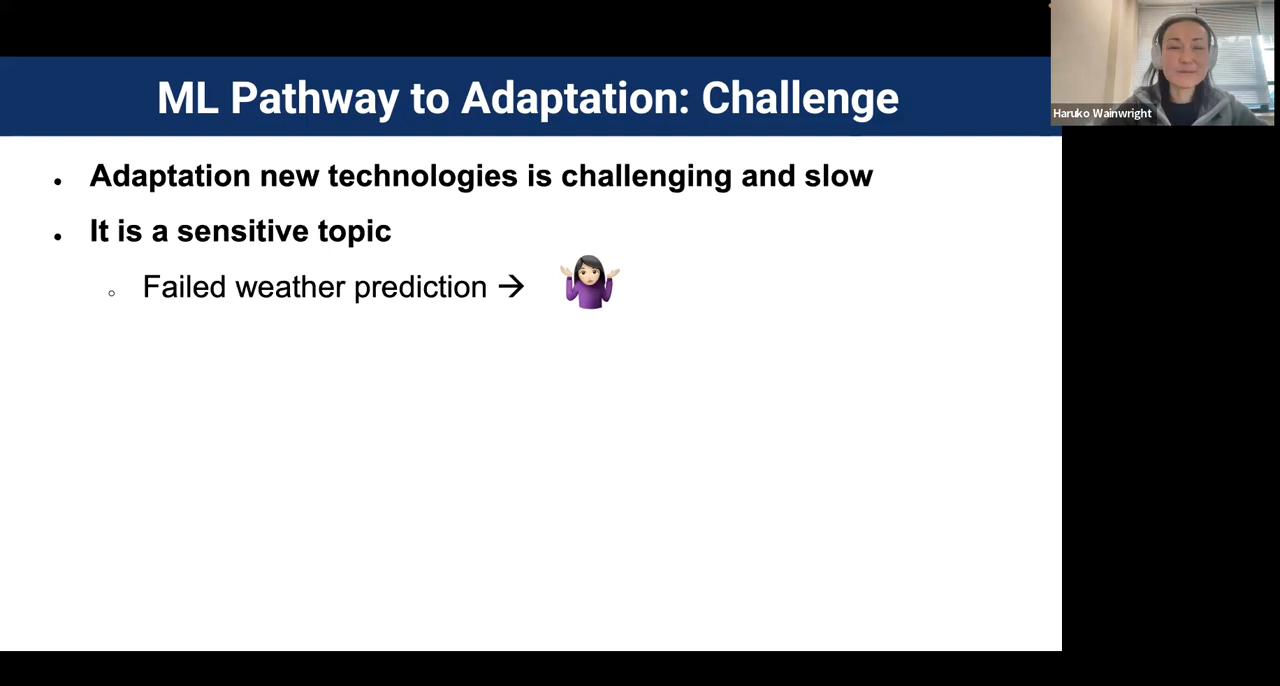 ML Pathway to Adaptation: Challenge
Haruko Wainwright
• Adaptation new technologies is challenging and slow
• It is a sensitive topic
○ Failed weather prediction →